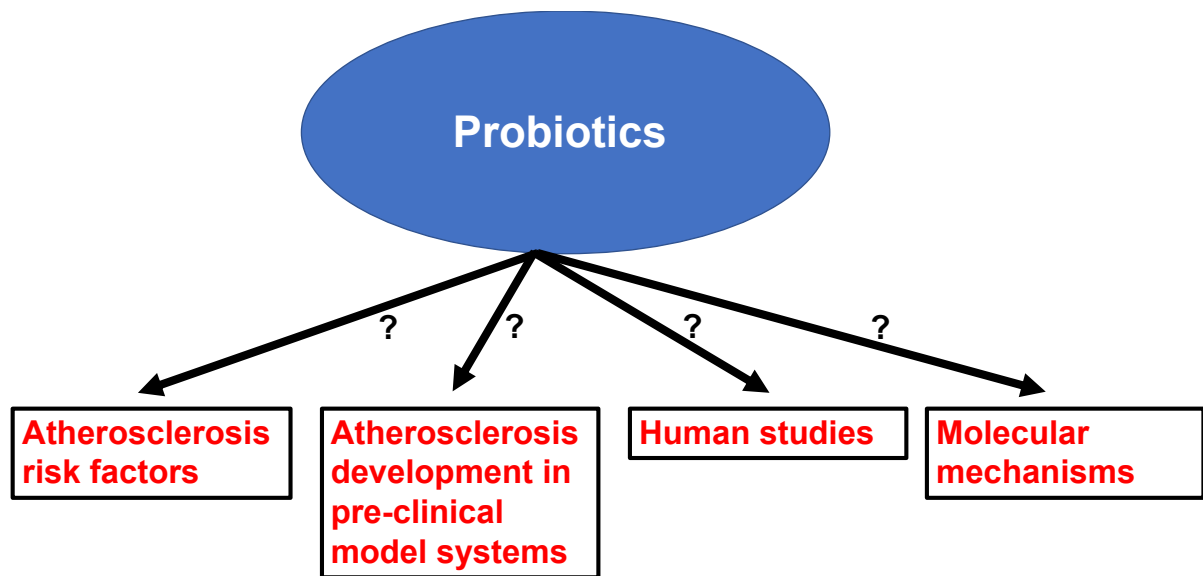 Probiotics
? ? ? ?
Atherosclerosis
risk factors
Atherosclerosis
development in
pre-clinical
model systems
Human studies
Molecular
mechanisms